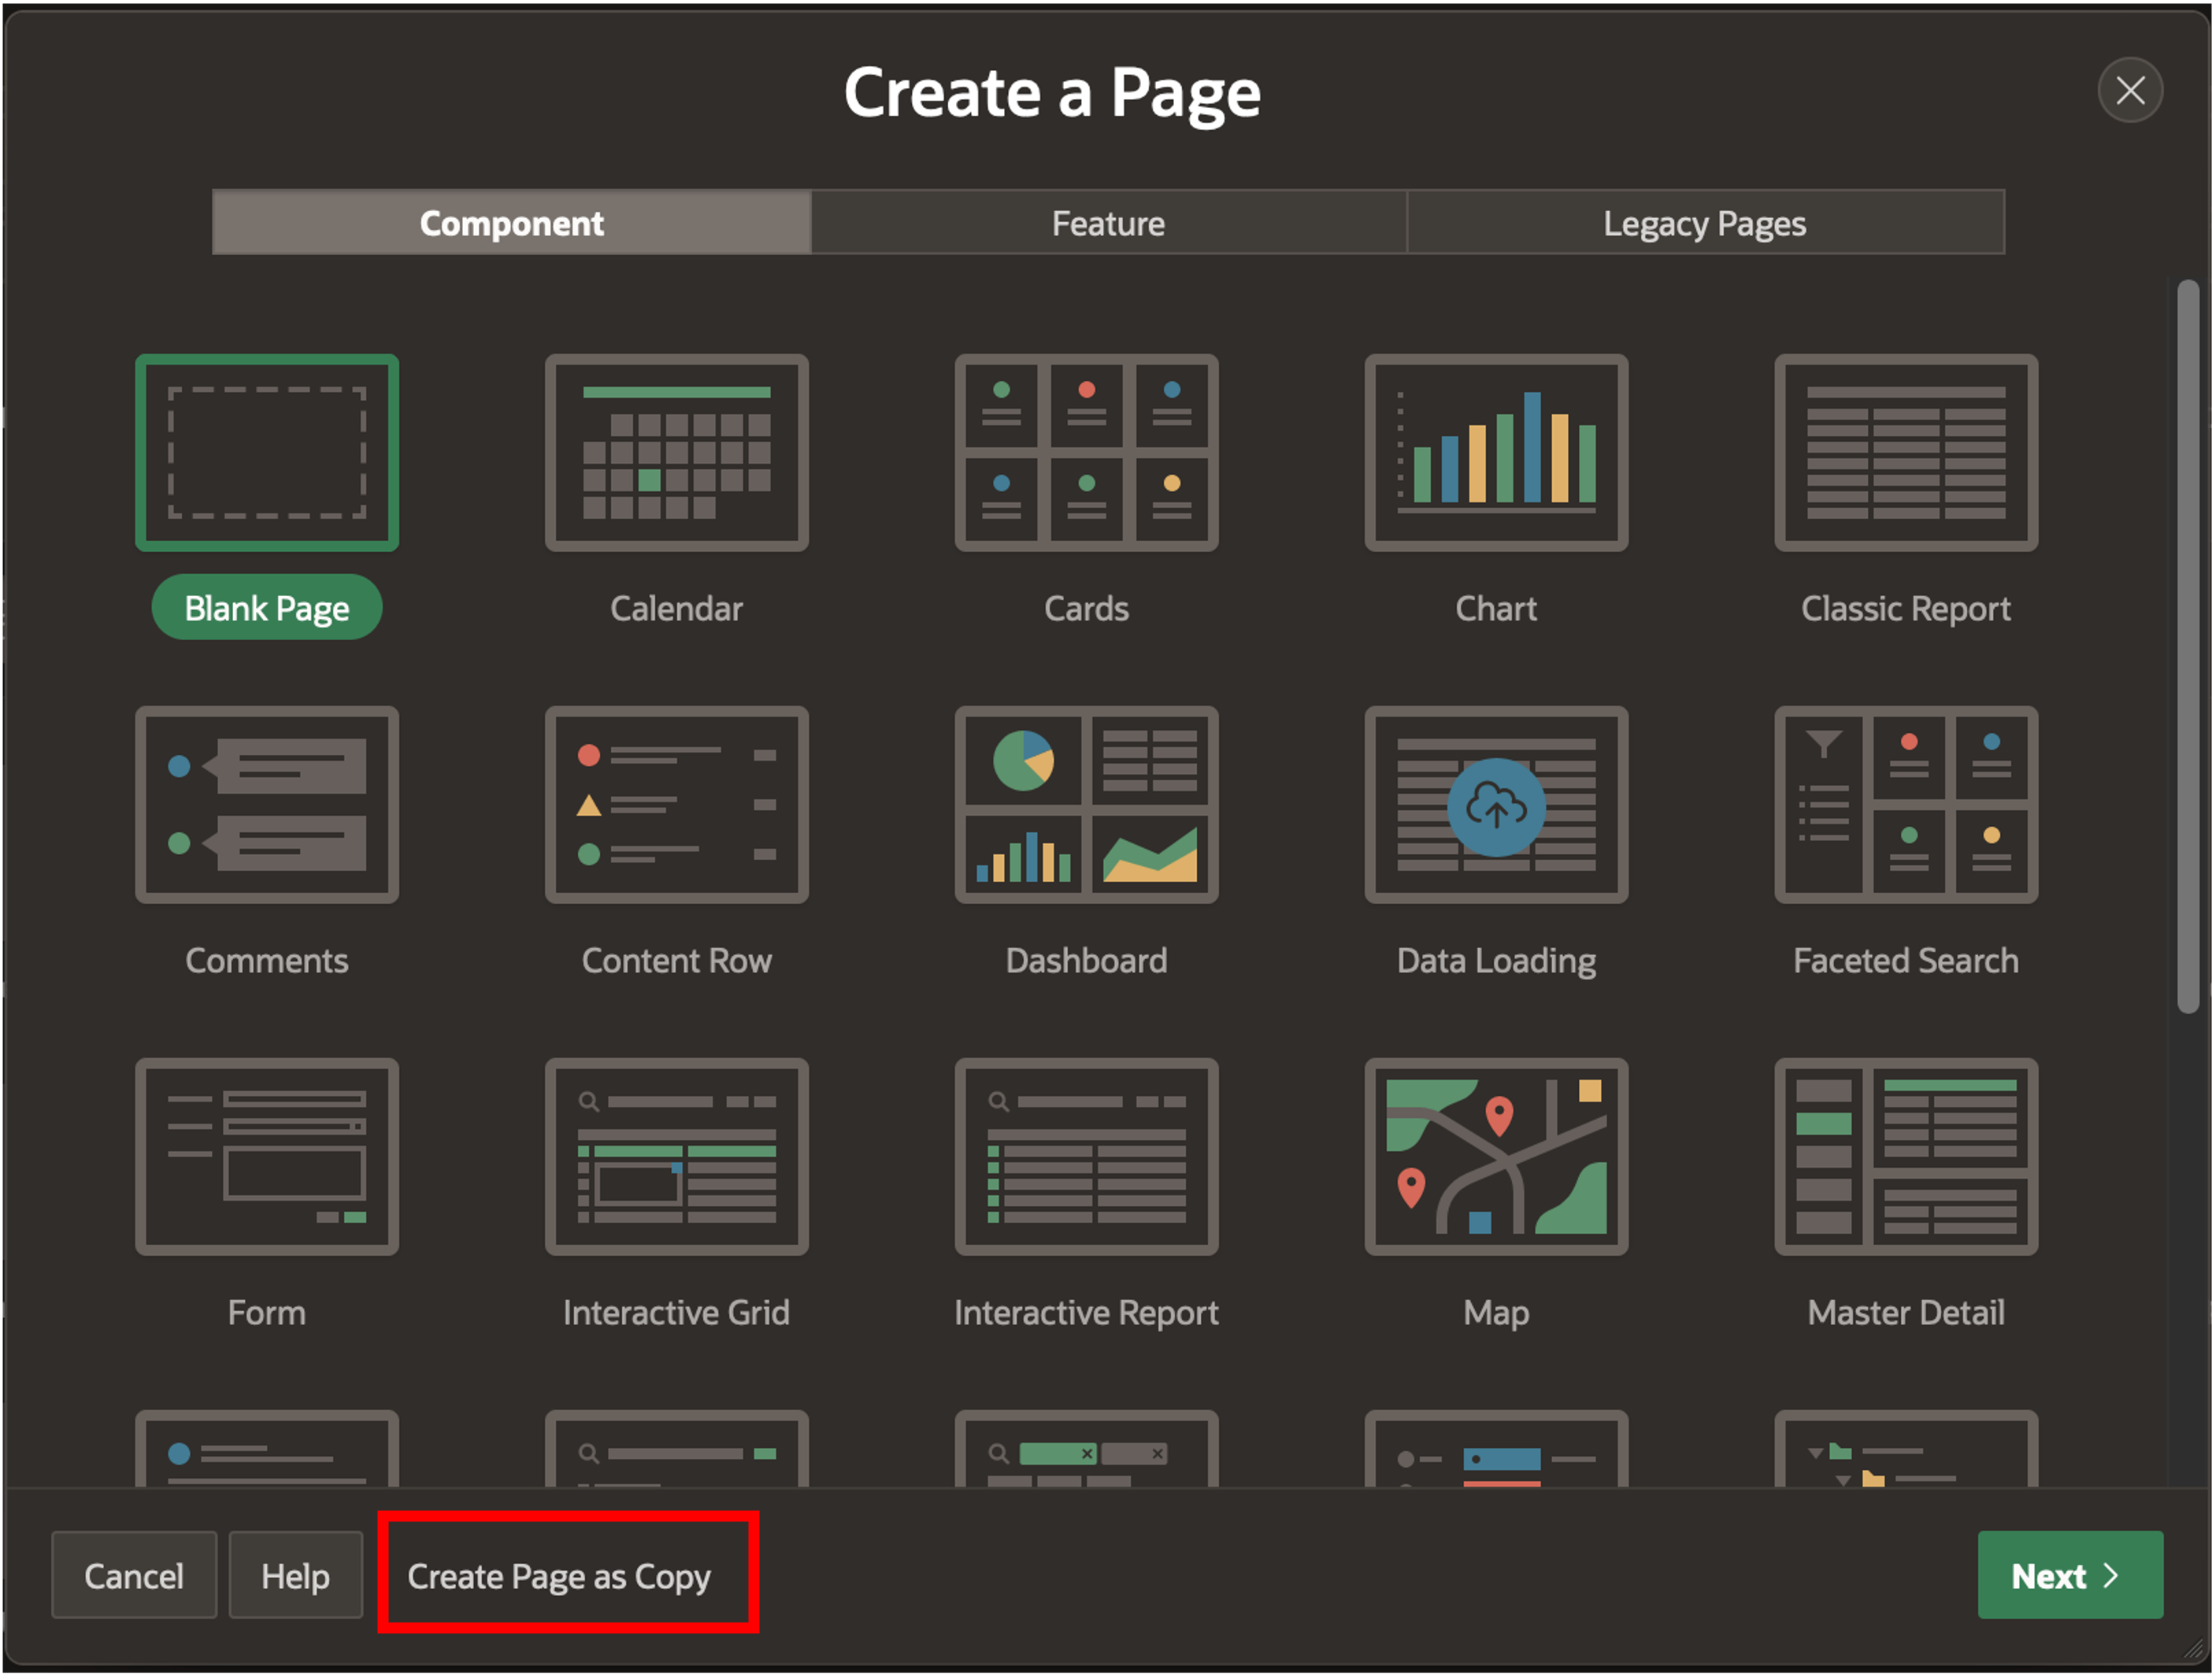 Create a Page
Component Feature Legacy Pages
Blank Page Calendar Cards Chart Classic Report
Comments Content Row Dashboard Data Loading Faceted Search
Form Interactive Grid Interactive Report Map Master Detail
Cancel Help Create Page as Copy Next